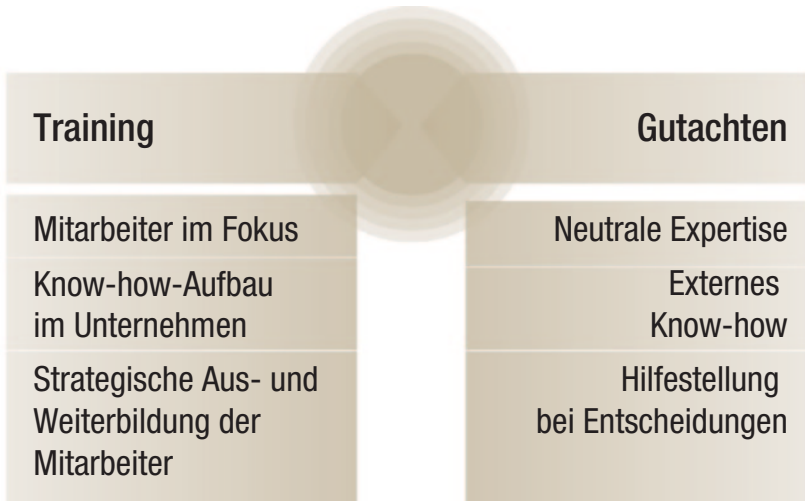 Training
Mitarbeiter im Fokus
Know-how-Aufbau
im Unternehmen
Strategische Aus- und
Weiterbildung der
Mitarbeiter
Gutachten
Neutrale Expertise
Externes
Know-how
Hilfestellung
bei Entscheidungen